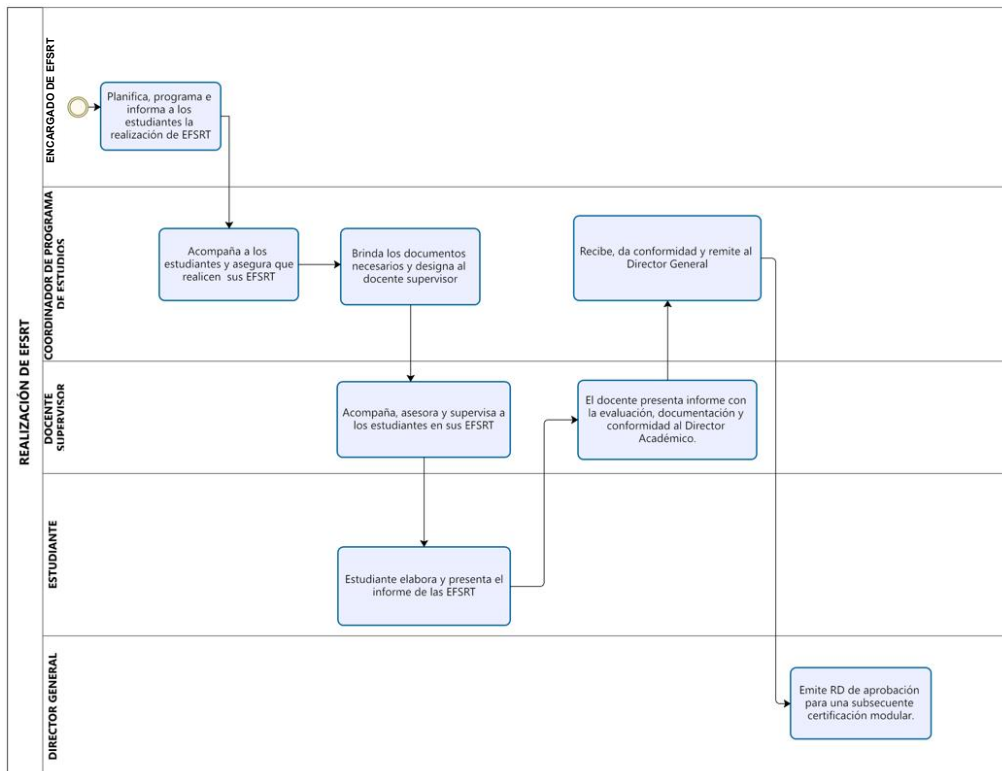 REALIZACIÓN DE EFSRT
ENCARGADO DE EFSRT
Planifica, programa e
informa a los
estudiantes la
realización de EFSRT
COORDINADOR DE PROGRAMA
DE ESTUDIOS
Acompaña a los
estudiantes y asegura que
realicen sus EFSRT
Brinda los documentos
necesarios y designa al
docente supervisor
Recibe, da conformidad y remite al
Director General
DOCENTE
SUPERVISOR
Acompaña, asesora y supervisa a
los estudiantes en sus EFSRT
El docente presenta informe con
la evaluación, documentación y
conformidad al Director
Académico.
ESTUDIANTE
Estudiante elabora y presenta el
informe de las EFSRT
DIRECTOR GENERAL
Emite RD de aprobación
para una subsecuente
certificación modular.